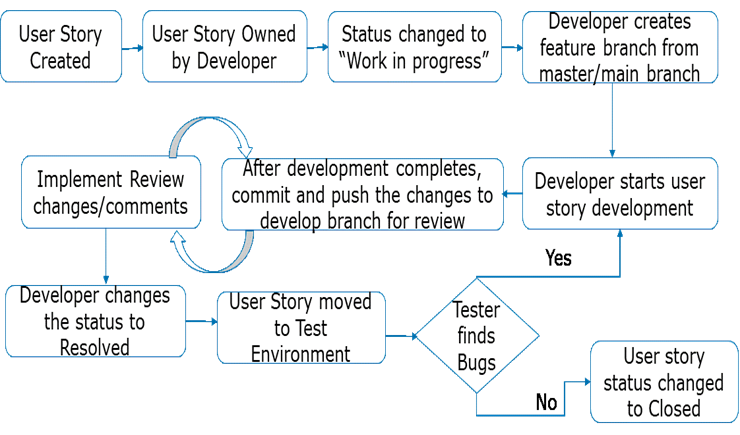 User Story
Created
User Story Owned
by Developer
Status changed to
“Work in progress”
Developer creates
feature branch from
master/main branch
Implement Review
changes/comments
After development completes,
commit and push the changes to
develop branch for review
Developer starts user
story development
Yes
Developer changes
the status to
Resolved
User Story moved
to Test
Environment
Tester
finds
Bugs
No
User story
status changed
to Closed